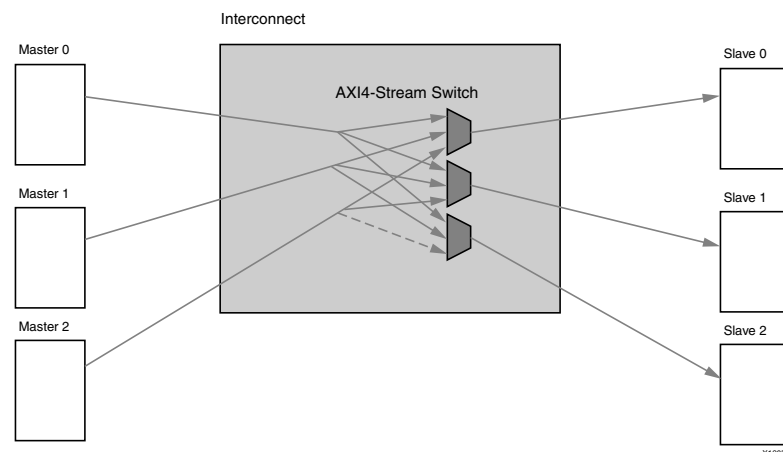 Interconnect
Master 0
Slave 0
AXI4-Stream Switch
Master 1
Slave 1
Master 2
Slave 2